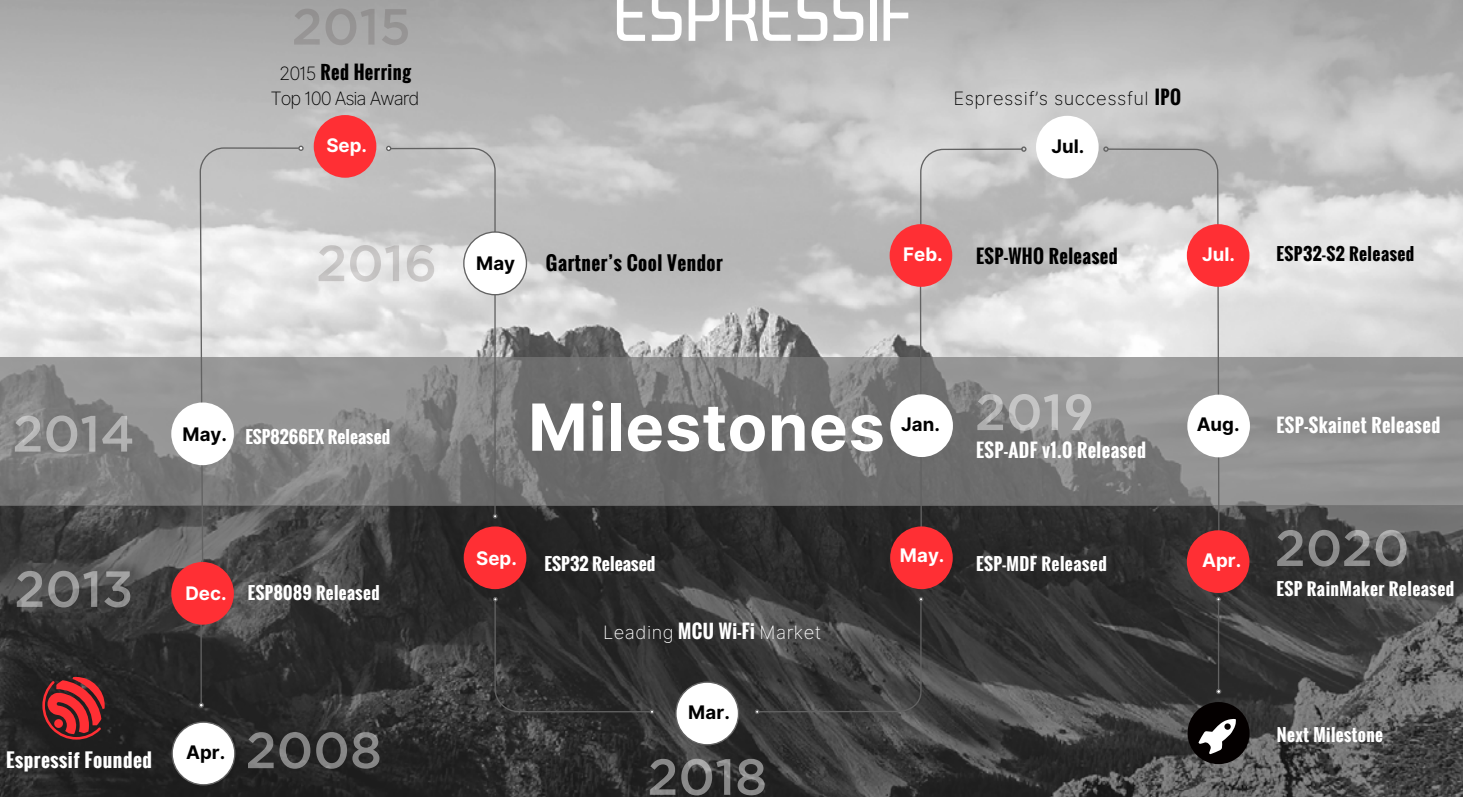 ESPRESSIF
2015
2015 Red Herring
Top 100 Asia Award
Sep.
Espressif's successful IPO
Jul.
2016
May
Gartner's Cool Vendor
Feb.
ESP-WHO Released
Jul.
ESP32-S2 Released
2014
May.
ESP8266EX Released
Milestones
Jan.
2019
ESP-ADF v1.0 Released
Aug.
ESP-Skainet Released
2013
Dec.
ESP8089 Released
Sep.
ESP32 Released
May.
ESP-MDF Released
Apr.
2020
ESP RainMaker Released
Leading MCU Wi-Fi Market
Mar.
2018
Espressif Founded
Apr.
2008
Next Milestone